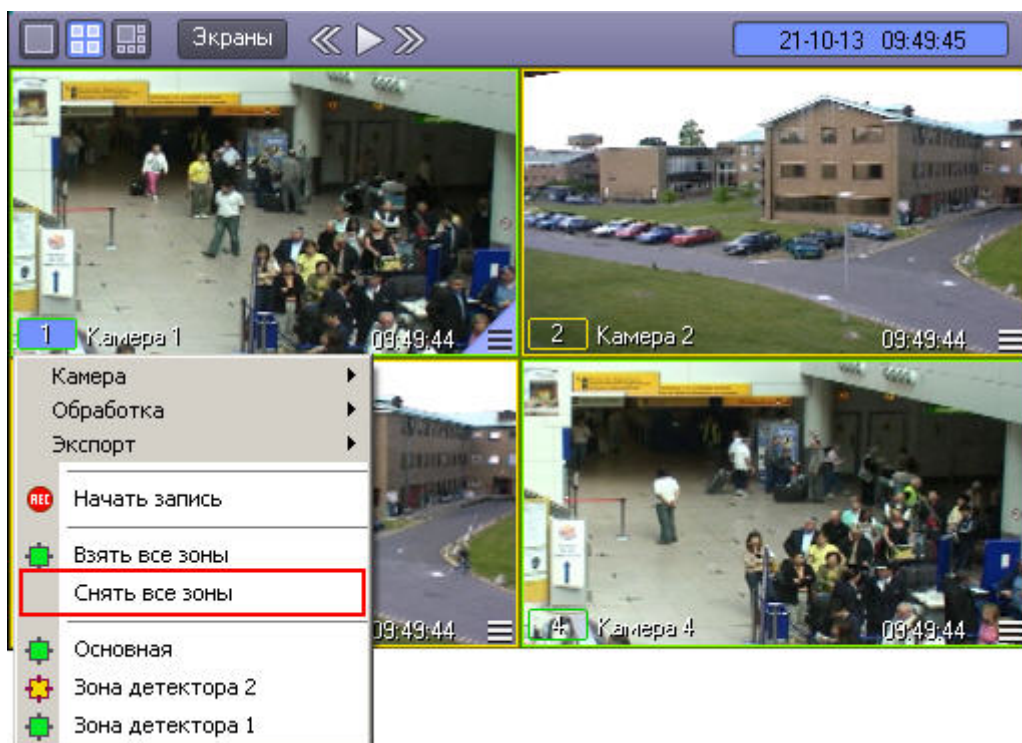 Экраны
21-10-13 09:49:45
1 Камера 1 09:49:44
2 Камера 2 09:49:44
Камера
Обработка
Экспорт
REC Начать запись
Взять все зоны
Снять все зоны
09:49:44
4 Камера 4 09:49:44
Основная
Зона детектора 2
Зона детектора 1